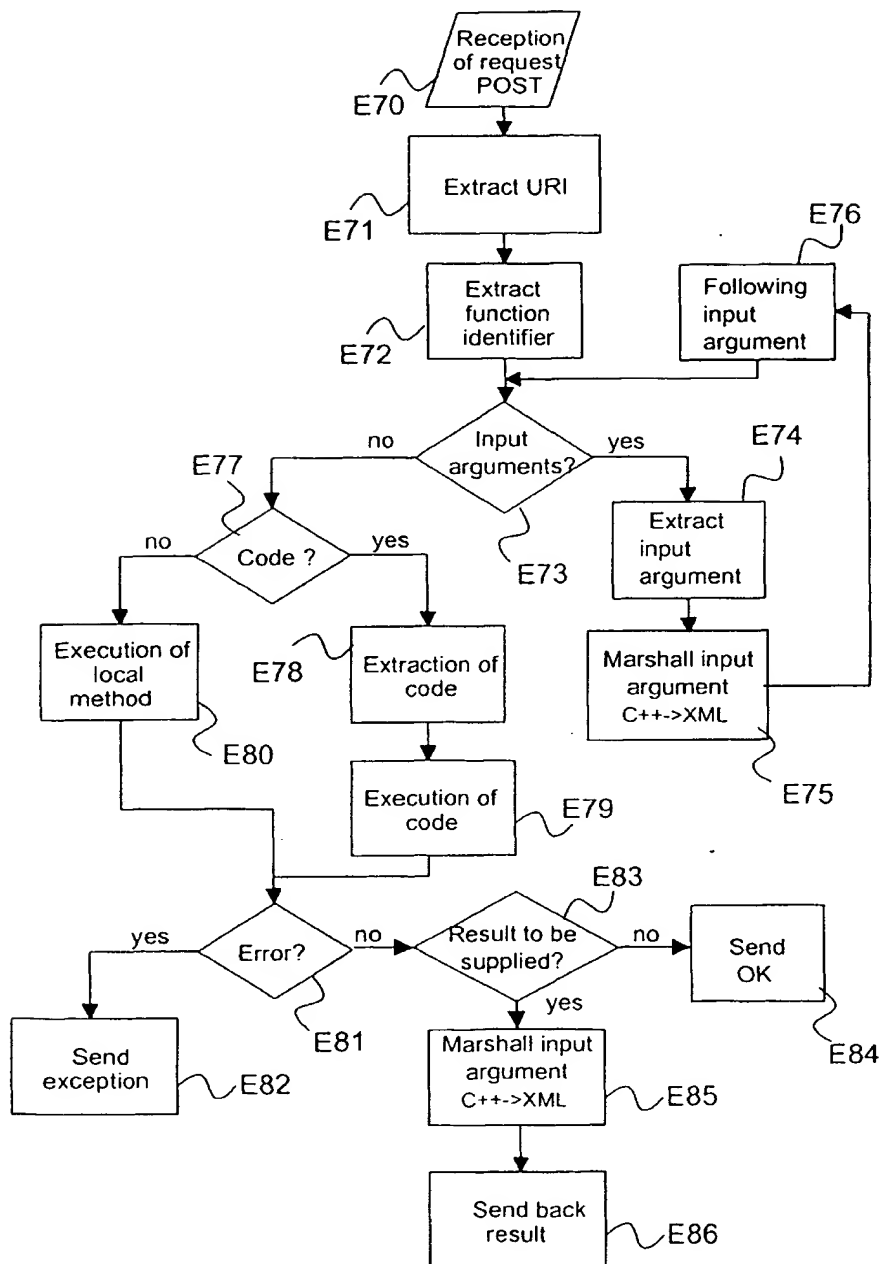 Reception
of request
POST
E70
Extract URI
E71
E76
Extract
function
identifier
E72
Following
input
argument
no
Input
arguments?
yes
E74
E77
E73
Extract
input
argument
no
Code ?
yes
E78
Execution of
local
method
E80
Extraction of
code
Marshall input
argument
C++->XML
E75
Execution of
code
E79
E83
yes
Error?
no
Result to be
supplied?
no
Send
OK
E84
E81
yes
Send
exception
E82
Marshall input
argument
C++->XML
E85
Send back
result
E86